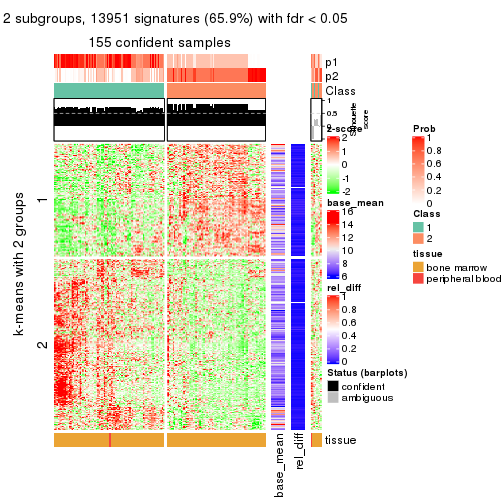 2 subgroups, 13951 signatures (65.9%) with fdr < 0.05
155 confident samples
p1
p2
Class
1
0.5
0
Silhouette
score
k-means with 2 groups
1
2
z-score
2
1
0
-1
-2
base_mean
16
14
12
10
8
6
rel_diff
1
0.8
0.6
0.4
0.2
0
Status (barplots)
confident
ambiguous
Prob
1
0.8
0.6
0.4
0.2
0
Class
1
2
tissue
bone marrow
peripheral blood
tissue
base_mean
rel_diff